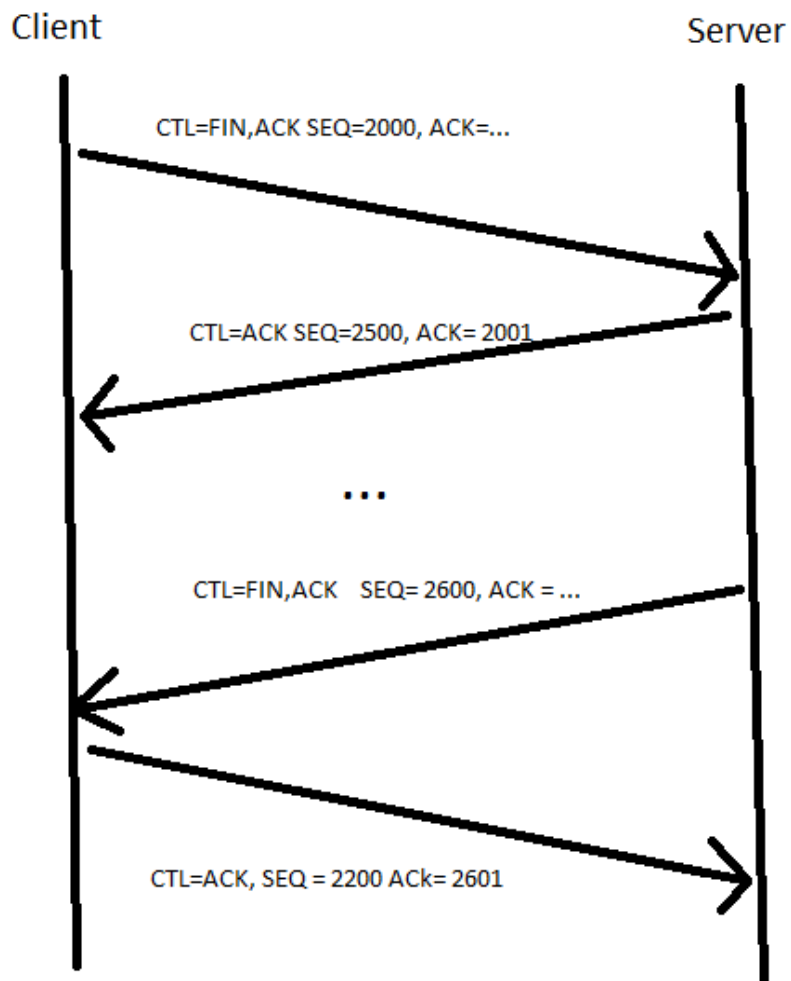 Client
Server
CTL=FIN,ACK SEQ=2000, ACK=...
CTL=ACK SEQ=2500, ACK= 2001
...
CTL=FIN,ACK SEQ= 2600, ACK = ...
CTL=ACK, SEQ = 2200 ACk= 2601